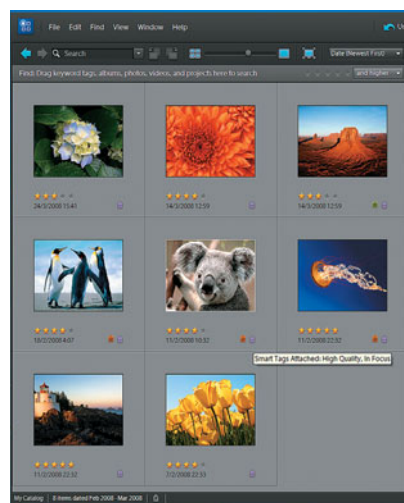 File Edit Find View Window Help
Search
Date (Newest First)
Find: Drag keyword tags, albums, photos, videos, and projects here to search
and higher
24/3/2008 15:41
14/3/2008 12:59
14/3/2008 12:59
18/2/2008 4:07
11/2/2008 10:32
11/2/2008 22:32
Smart Tags Attached: High Quality, In Focus
11/2/2008 22:32
7/2/2008 22:33
My Catalog
8 items dated Feb 2008 - Mar 2008